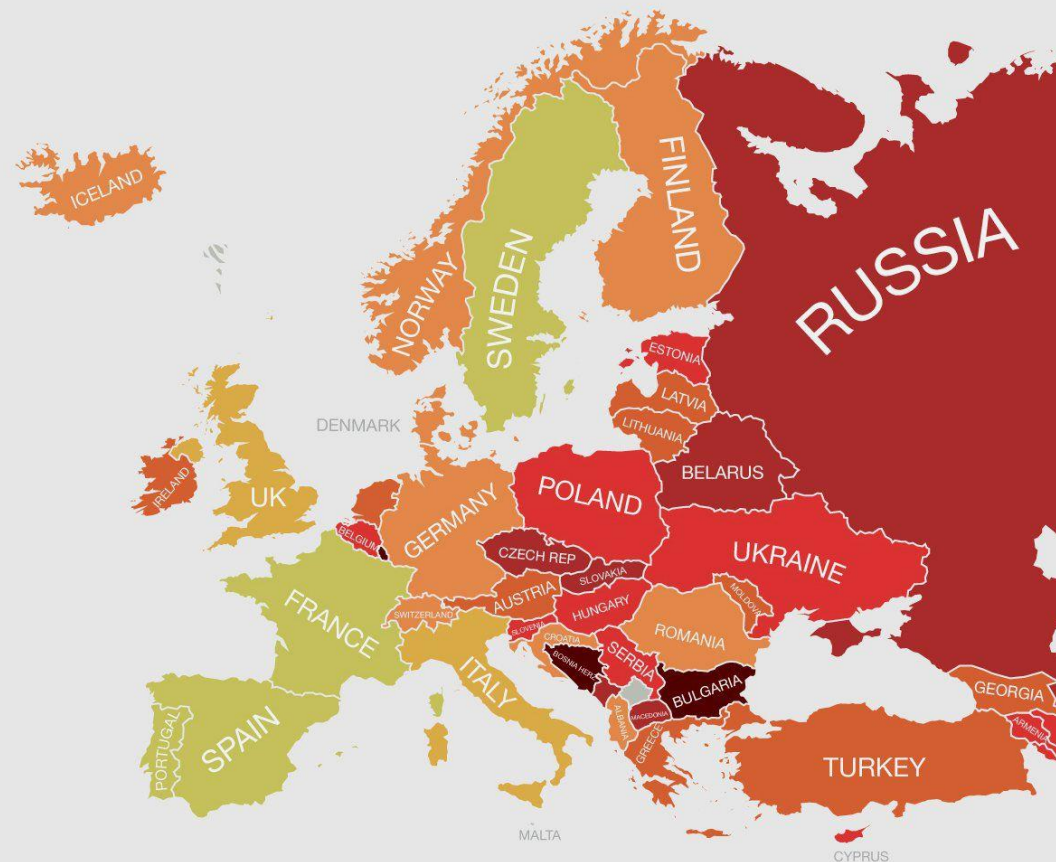 ICELAND
FINLAND
RUSSIA
NORWAY
SWEDEN
ESTONIA
LATVIA
DENMARK
LITHUANIA
BELARUS
IRELAND
UK
POLAND
GERMANY
BELGIUM
UKRAINE
CZECH REP
SLOVAKIA
FRANCE
AUSTRIA
MOLDOVA
SWITZERLAND
HUNGARY
SLOVENIA
CROATIA
ROMANIA
BOSNIA HERZ
SERBIA
ITALY
BULGARIA
GEORGIA
PORTUGAL
SPAIN
ALBANIA
MACEDONIA
ARMENIA
GREECE
TURKEY
MALTA
CYPRUS